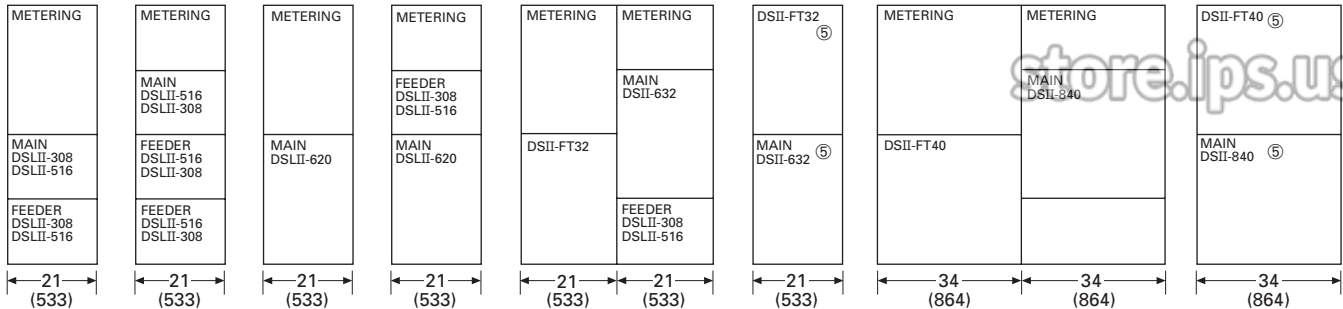 METERING
MAIN
DSLII-308
DSLII-516
FEEDER
DSLII-308
DSLII-516
21
(533)
METERING
MAIN
DSLII-516
DSLII-308
FEEDER
DSLII-516
DSLII-308
FEEDER
DSLII-516
DSLII-308
21
(533)
METERING
MAIN
DSLII-620
21
(533)
METERING
FEEDER
DSLII-308
DSLII-516
MAIN
DSLII-620
21
(533)
METERING
DSII-FT32
21
(533)
METERING
MAIN
DSII-632
FEEDER
DSLII-308
DSLII-516
21
(533)
DSII-FT32
⑤
MAIN
DSII-632 ⑤
21
(533)
METERING
DSII-FT40
34
(864)
METERING
MAIN
DSII-840
34
(864)
DSII-FT40 ⑤
MAIN
DSII-840 ⑤
34
(864)
store.ips.us